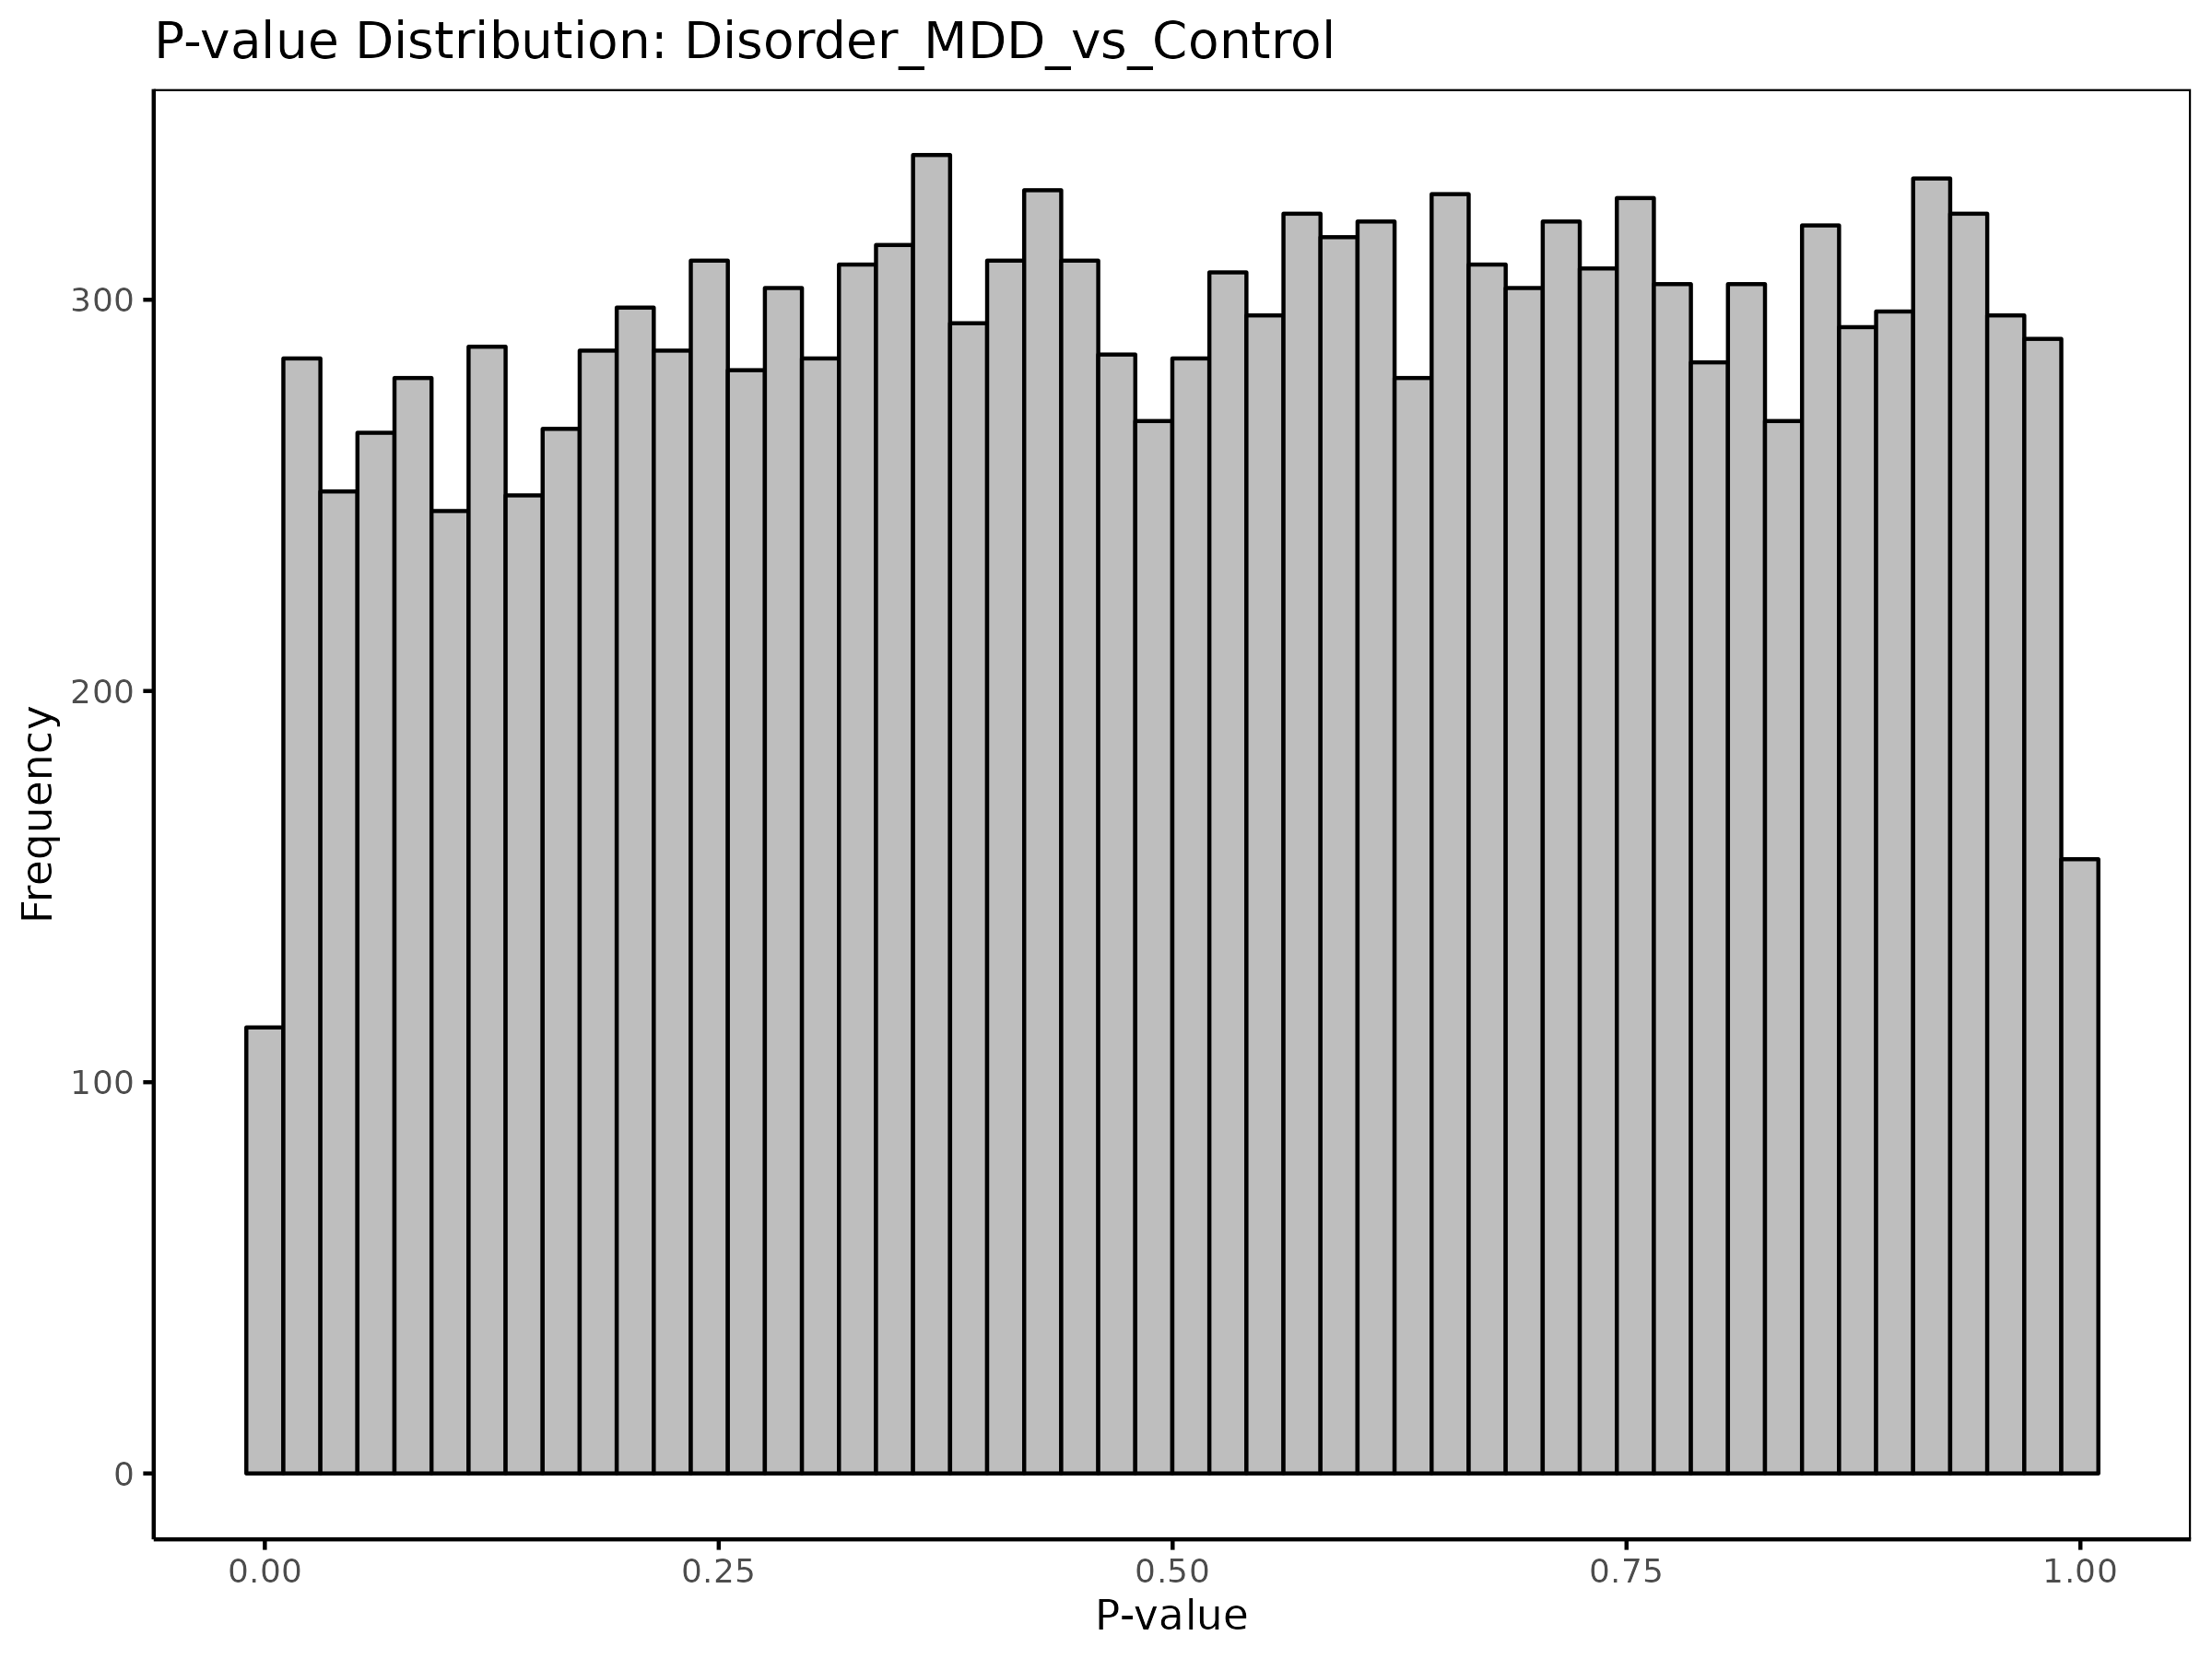 P-value Distribution: Disorder_MDD_vs_Control
Frequency
300
200
100
0
0.00 0.25 0.50 0.75 1.00
P-value